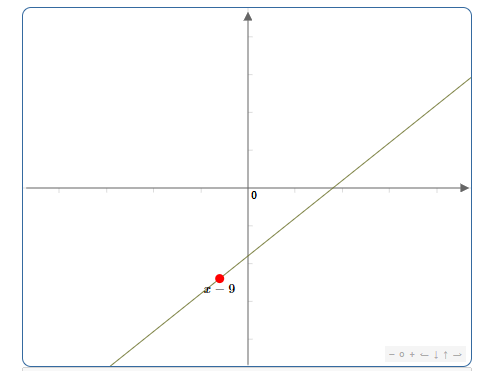 0
x − 9
− o + ← ↓ ↑ →